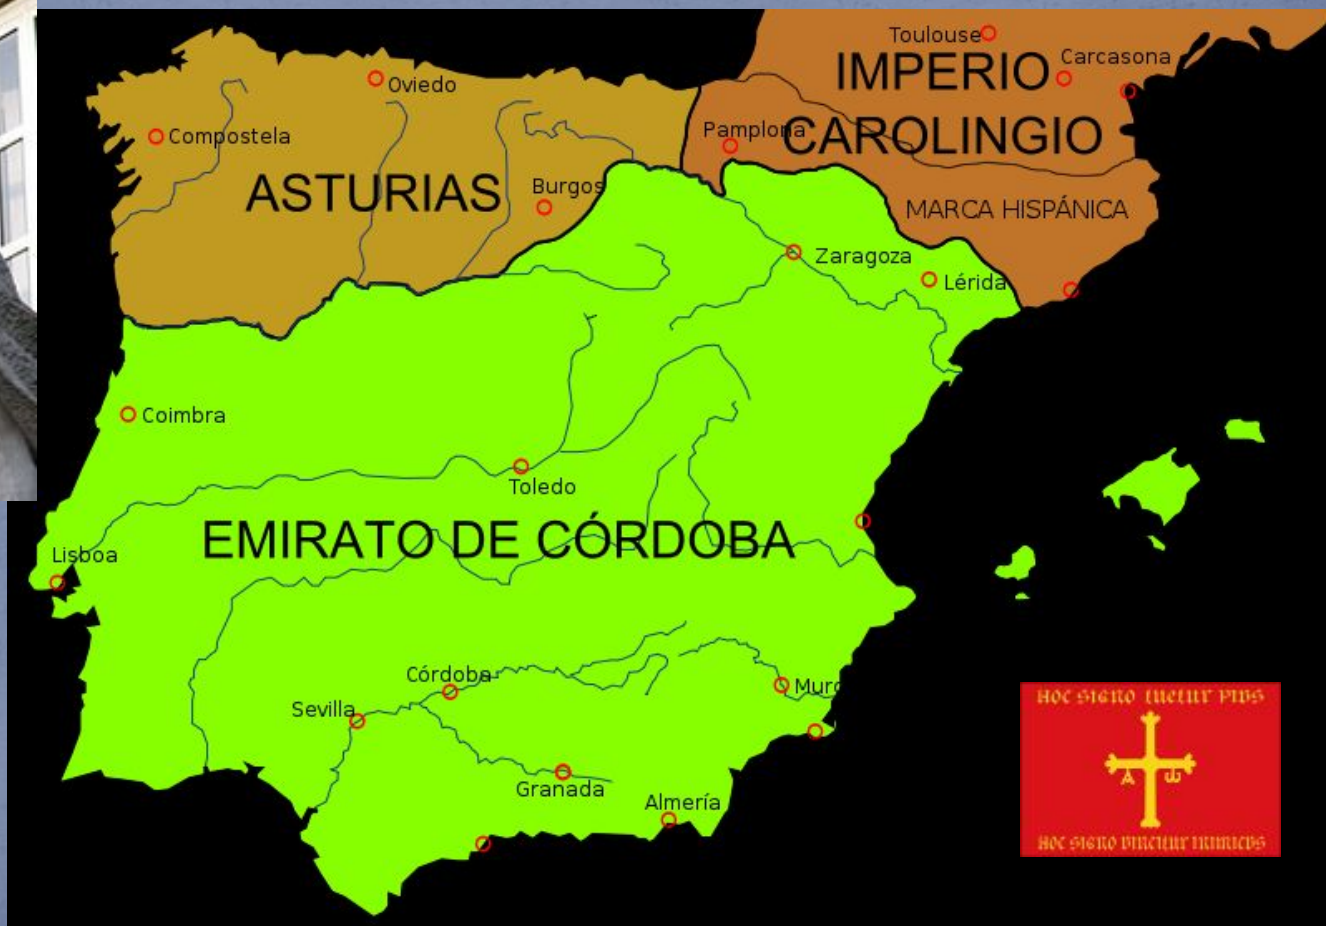 Toulouse
IMPERIO
Carcasona
Oviedo
Compostela
Pamplona
CAROLINGIO
ASTURIAS
Burgos
MARCA HISPÁNICA
Zaragoza
Lérida
Coimbra
Toledo
EMIRATO DE CÓRDOBA
Lisboa
Córdoba
Murc
Sevilla
Granada
Almería
HOC SIGNO TUETUR PIUS
HOC SIGNO VINCITUR INIMICUS